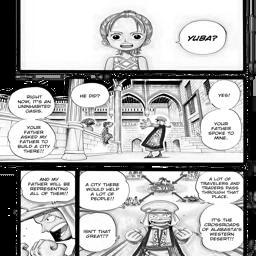 YUBA?
YES!
YOUR
FATHER
SPOKE TO
MINE.
HE DID?
RIGHT
NOW, IT'S AN
UNINHABITED
OASIS.
YOUR
FATHER
ASKED MY
FATHER TO
BUILD A CITY
THERE!!
A LOT OF
TRAVELERS AND
TRADERS PASS
THROUGH THAT
PLACE.
IT'S THE
CROSSROADS
OF ALABASTA'S
WESTERN
DESERT!!
A CITY THERE
WOULD HELP
A LOT OF
PEOPLE!!
ISN'T THAT
GREAT!?
AND MY
FATHER WILL BE
REPRESENTING
ALL OF THEM!!